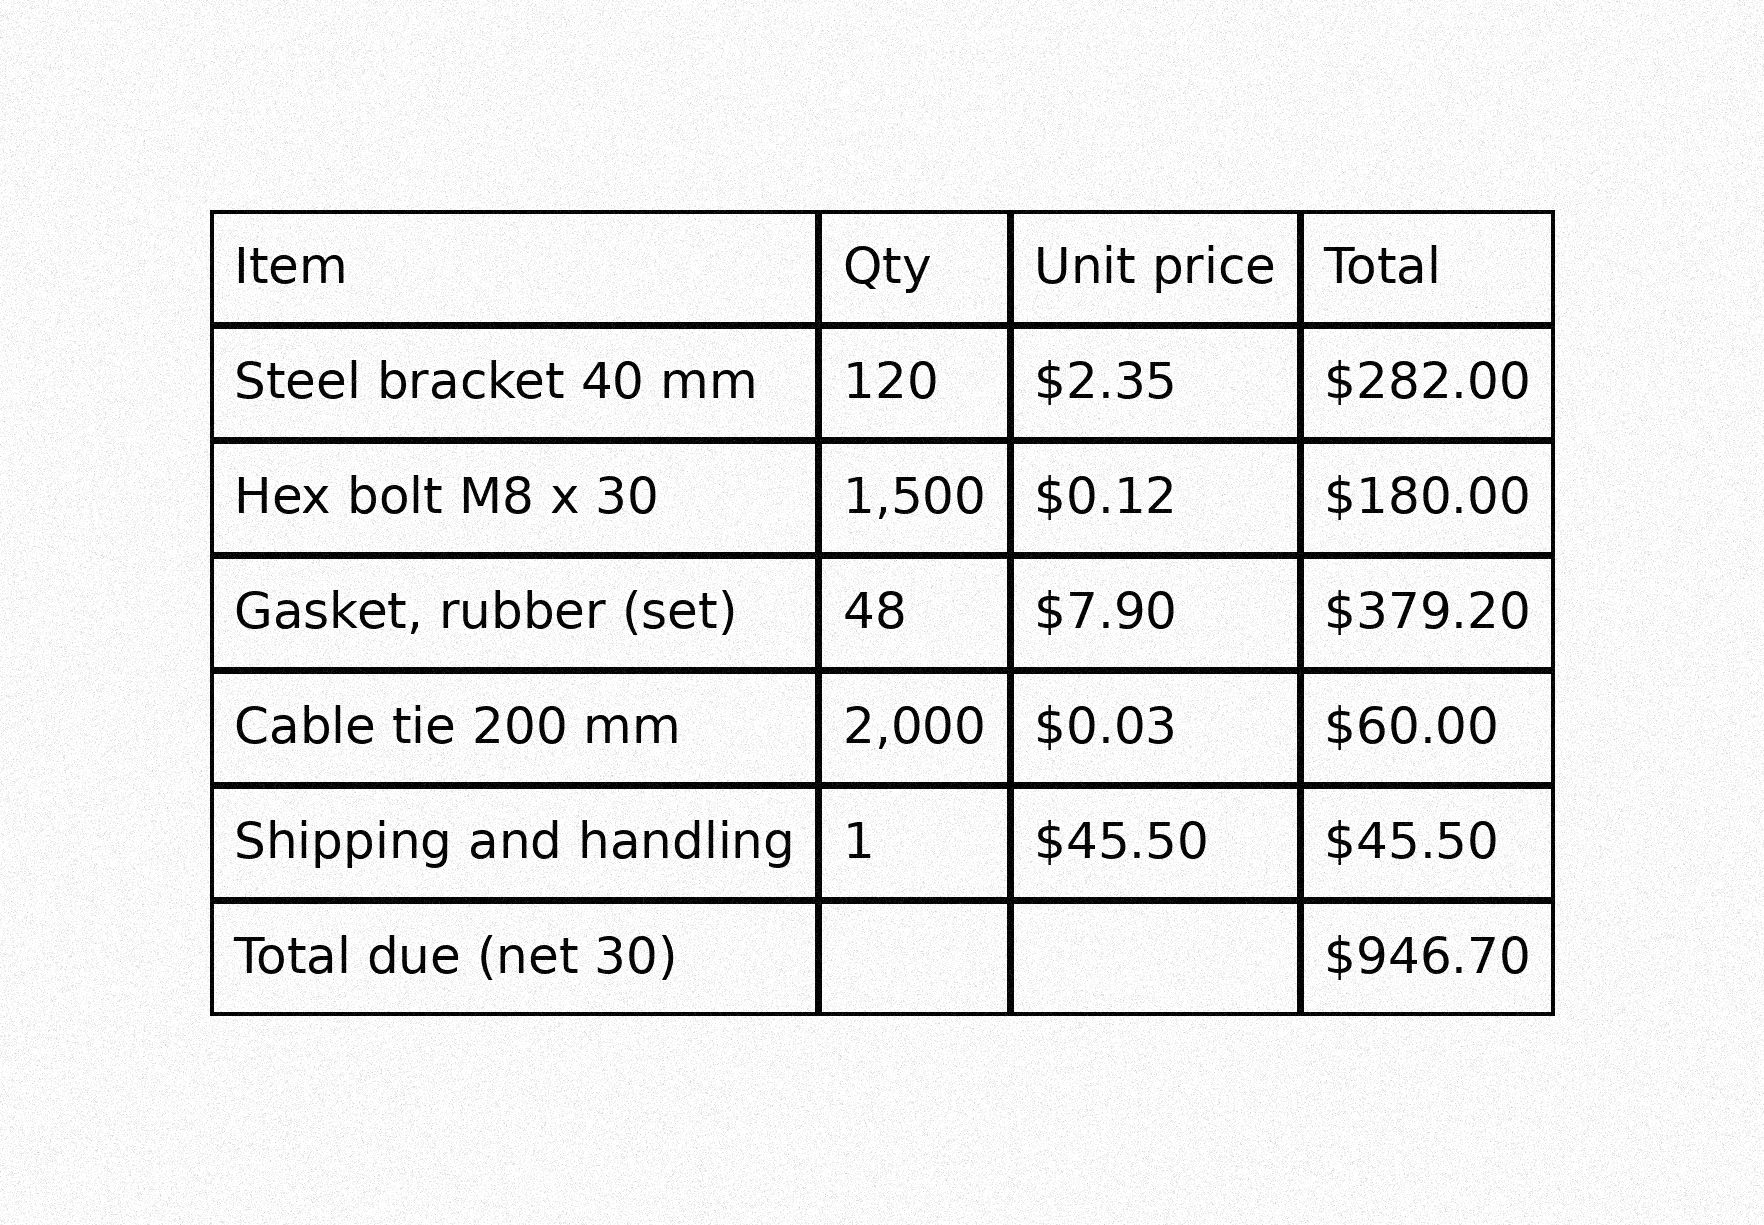 Item Qty Unit price Total
Steel bracket 40 mm 120 $2.35 $282.00
Hex bolt M8 x 30 1,500 $0.12 $180.00
Gasket, rubber (set) 48 $7.90 $379.20
Cable tie 200 mm 2,000 $0.03 $60.00
Shipping and handling 1 $45.50 $45.50
Total due (net 30) $946.70